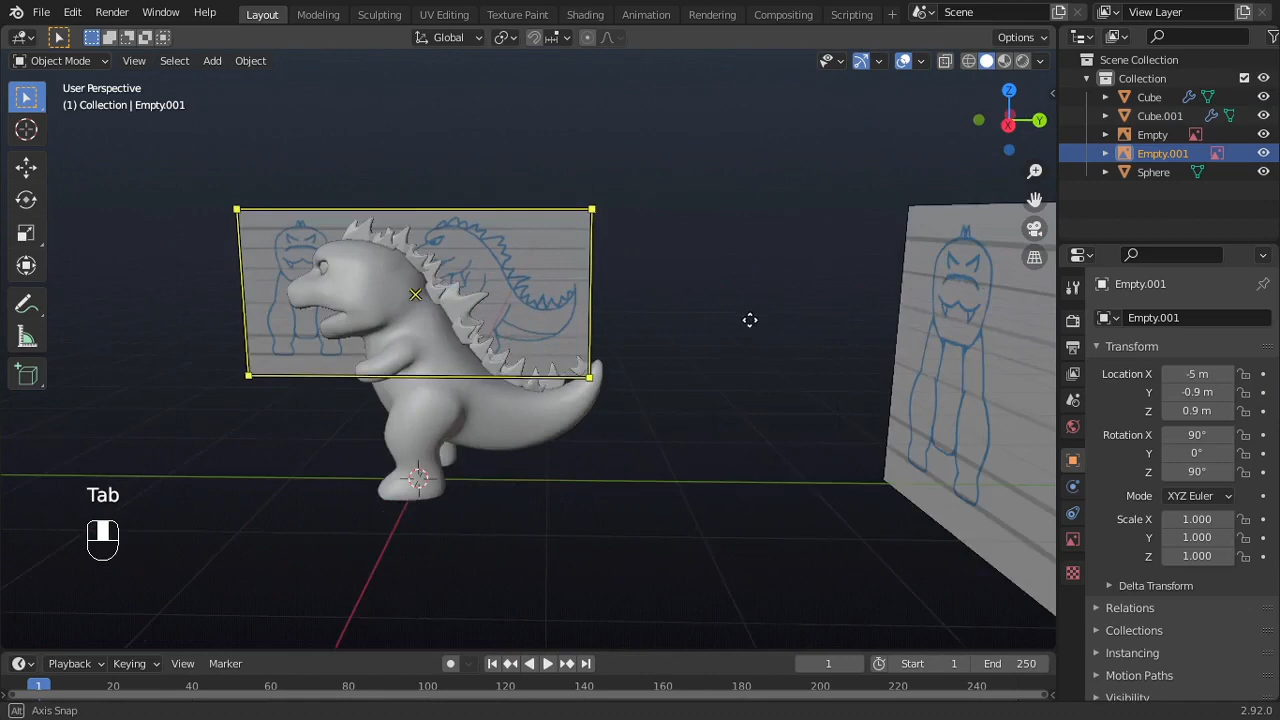 File Edit Render Window Help
Layout Modeling Sculpting UV Editing Texture Paint Shading Animation Rendering Compositing Scripting +
Scene View Layer
Global Options
Object Mode View Select Add Object
User Perspective
(1) Collection | Empty.001
Z
Y
X
Tab
Scene Collection
Collection
Cube
Cube.001
Empty
Empty.001
Sphere
Empty.001
Empty.001
Transform
Location X -5 m
Y -0.9 m
Z 0.9 m
Rotation X 90°
Y 0°
Z 90°
Mode XYZ Euler
Scale X 1.000
Y 1.000
Z 1.000
Delta Transform
Relations
Collections
Instancing
Motion Paths
Visibility
Playback Keying View Marker 1 Start 1 End 250
1 20 40 60 80 100 120 140 160 180 200 220 240
Alt Axis Snap 2.92.0